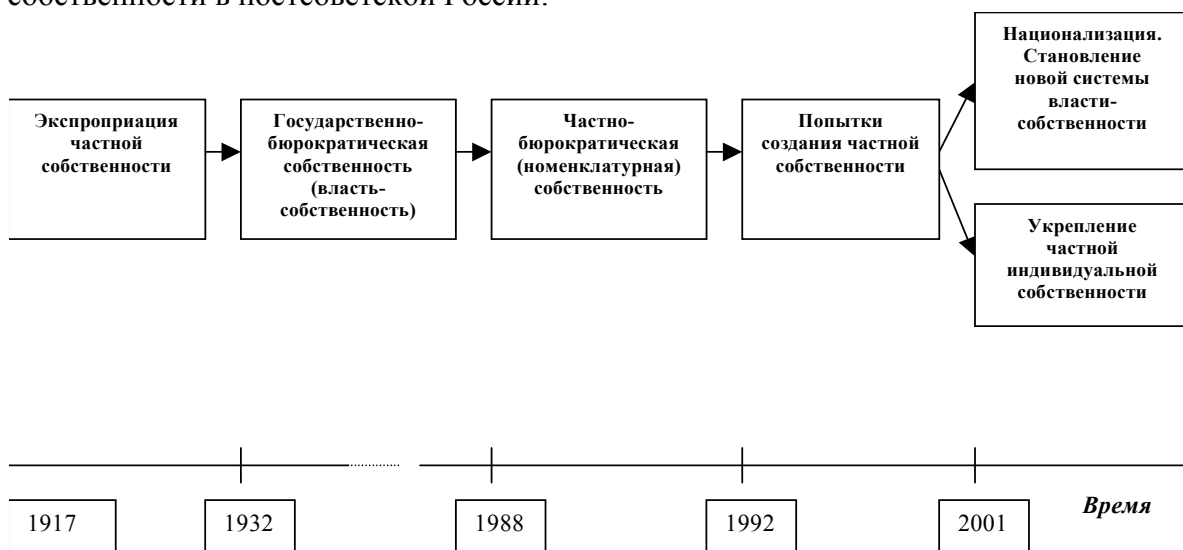 собственности в постсоветской России:
Национализация.
Становление
новой системы
власти-
собственности
Экспроприация
частной
собственности
Государственно-
бюрократическая
собственность
(власть-
собственность)
Частно-
бюрократическая
(номенклатурная)
собственность
Попытки
создания частной
собственности
Укрепление
частной
индивидуальной
собственности
1917
1932
1988
1992
2001
Время